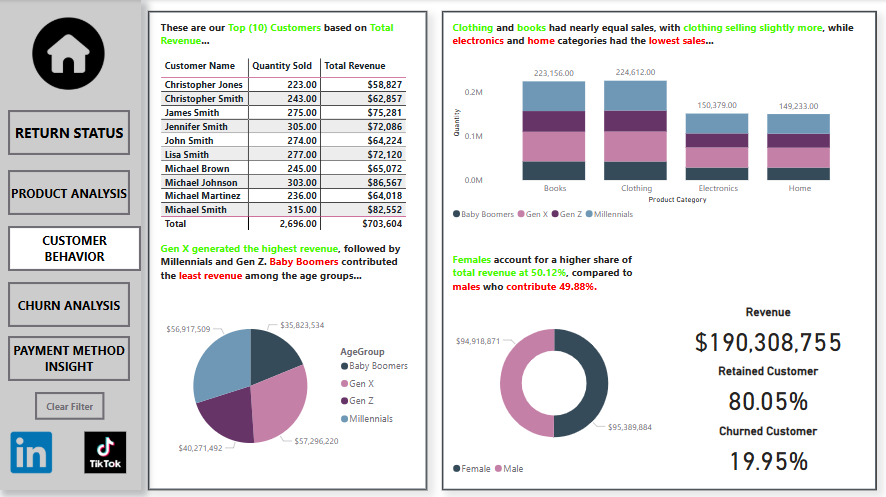 RETURN STATUS
PRODUCT ANALYSIS
CUSTOMER
BEHAVIOR
CHURN ANALYSIS
PAYMENT METHOD
INSIGHT
Clear Filter
in
TikTok
These are our Top (10) Customers based on Total
Revenue...
Customer Name Quantity Sold Total Revenue
Christopher Jones 223.00 $58,827
Christopher Smith 243.00 $62,857
James Smith 275.00 $75,281
Jennifer Smith 305.00 $72,086
John Smith 274.00 $64,224
Lisa Smith 277.00 $72,120
Michael Brown 245.00 $65,072
Michael Johnson 303.00 $86,567
Michael Martinez 236.00 $64,018
Michael Smith 315.00 $82,552
Total 2,696.00 $703,604
Gen X generated the highest revenue, followed by
Millennials and Gen Z. Baby Boomers contributed
the least revenue among the age groups...
$56,917,509
$35,823,534
$40,271,492
$57,296,220
AgeGroup
Baby Boomers
Gen X
Gen Z
Millennials
Clothing and books had nearly equal sales, with clothing selling slightly more, while
electronics and home categories had the lowest sales...
Quantity
0.2M
0.1M
0.0M
223,156.00
224,612.00
150,379.00
149,233.00
Books Clothing Electronics Home
Product Category
Baby Boomers Gen X Gen Z Millennials
Females account for a higher share of
total revenue at 50.12%, compared to
males who contribute 49.88%.
$94,918,871
$95,389,884
Female Male
Revenue
$190,308,755
Retained Customer
80.05%
Churned Customer
19.95%